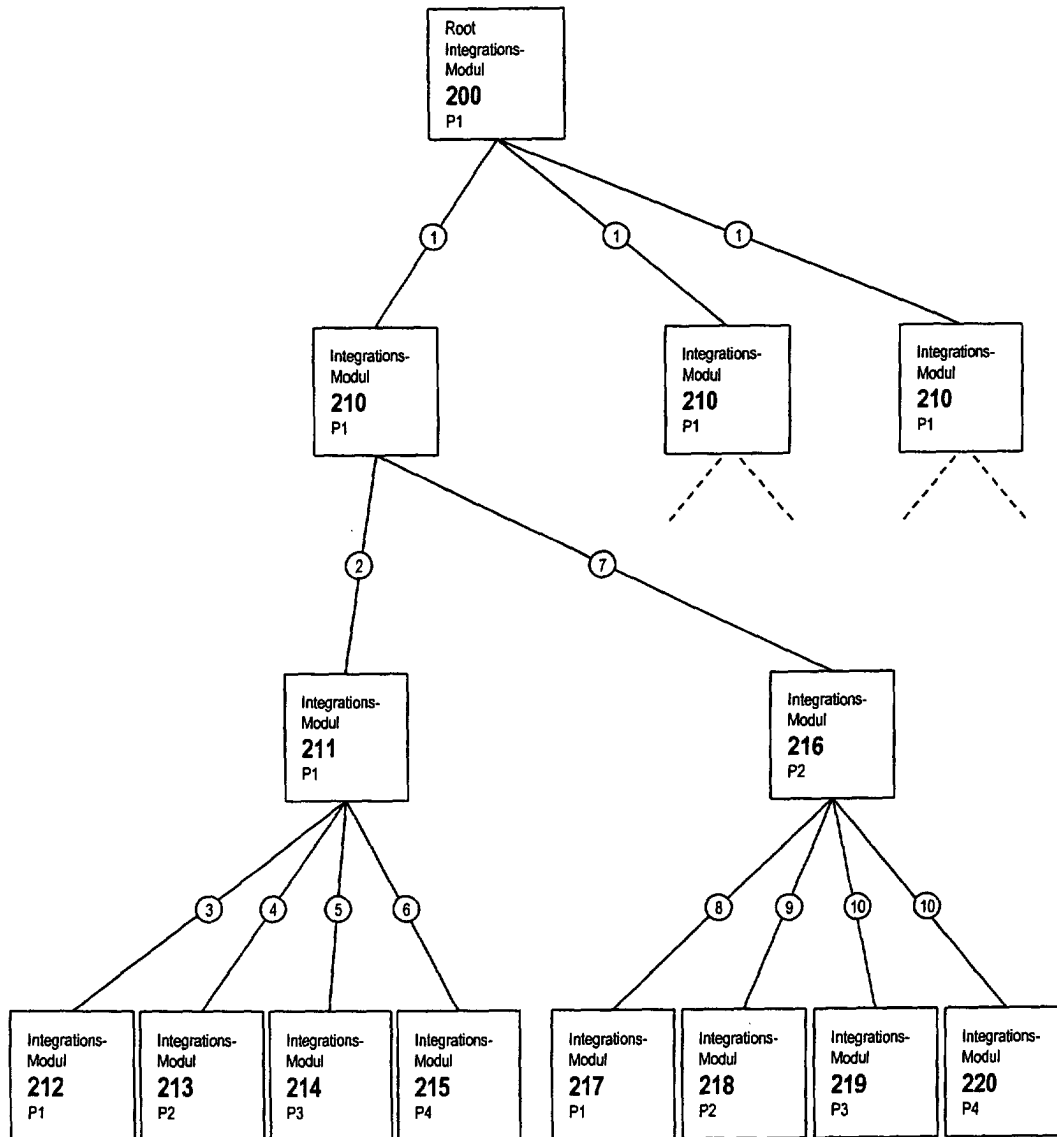 Root
Integrations-
Modul
200
P1
1
1
1
Integrations-
Modul
210
P1
Integrations-
Modul
210
P1
Integrations-
Modul
210
P1
2
7
Integrations-
Modul
211
P1
Integrations-
Modul
216
P2
3
4
5
6
8
9
10
10
Integrations-
Modul
212
P1
Integrations-
Modul
213
P2
Integrations-
Modul
214
P3
Integrations-
Modul
215
P4
Integrations-
Modul
217
P1
Integrations-
Modul
218
P2
Integrations-
Modul
219
P3
Integrations-
Modul
220
P4